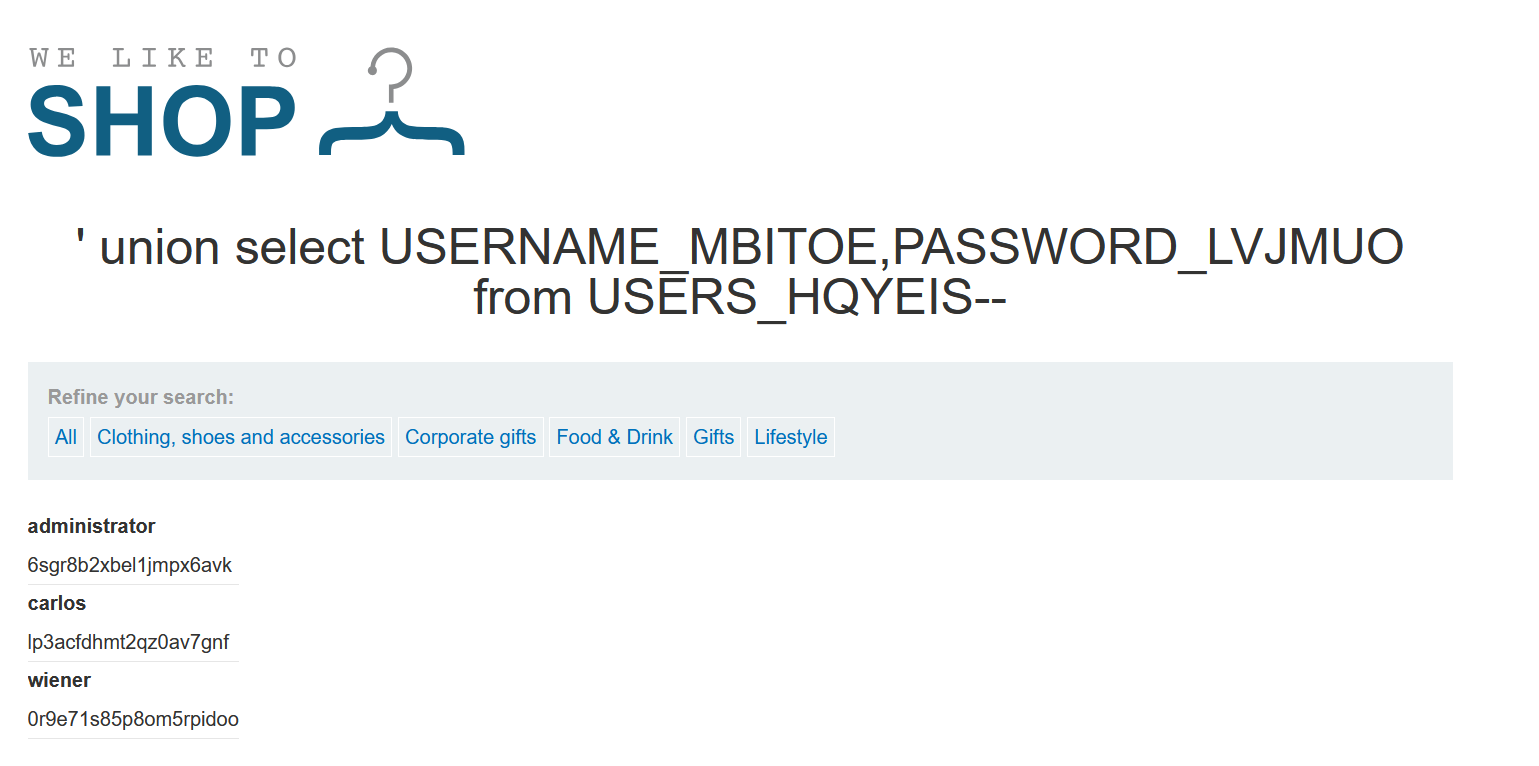 WE LIKE TO
SHOP
' union select USERNAME_MBITOE,PASSWORD_LVJMUO
from USERS_HQYEIS--
Refine your search:
All Clothing, shoes and accessories Corporate gifts Food & Drink Gifts Lifestyle
administrator
6sgr8b2xbel1jmpx6avk
carlos
lp3acfdhmt2qz0av7gnf
wiener
0r9e71s85p8om5rpidoo